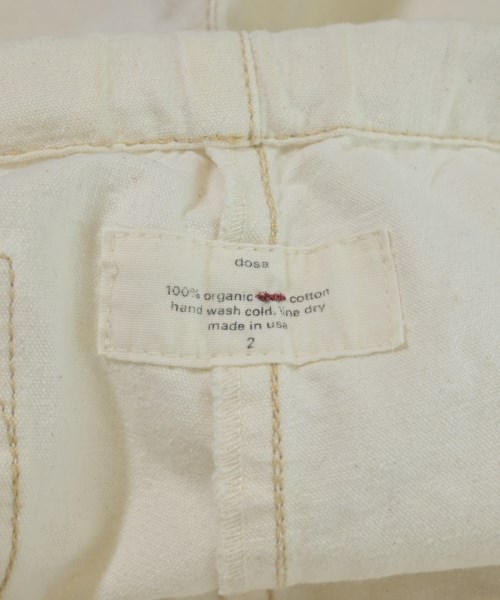 dosa
100% organic cotton
hand wash cold, line dry
made in usa
2